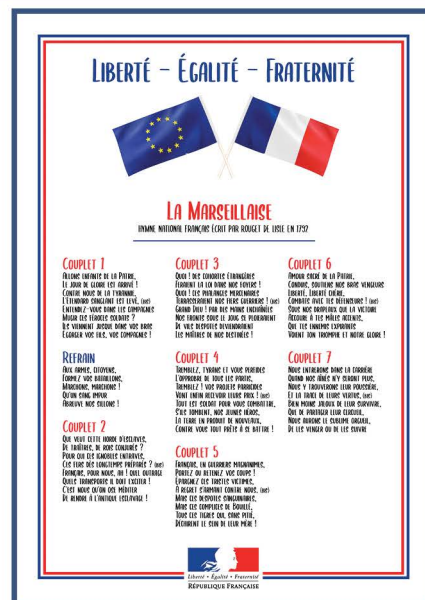 LIBERTÉ - ÉGALITÉ - FRATERNITÉ
LA MARSEILLAISE
HYMNE NATIONAL FRANÇAIS ÉCRIT PAR ROUGET DE LISLE EN 1792
COUPLET 1
ALLONS ENFANTS DE LA PATRIE,
LE JOUR DE GLOIRE EST ARRIVÉ !
CONTRE NOUS DE LA TYRANNIE,
L'ÉTENDARD SANGLANT EST LEVÉ, (BIS)
ENTENDEZ-VOUS DANS LES CAMPAGNES
MUGIR CES FÉROCES SOLDATS ?
ILS VIENNENT JUSQUE DANS VOS BRAS
ÉGORGER VOS FILS, VOS COMPAGNES !
REFRAIN
AUX ARMES, CITOYENS,
FORMEZ VOS BATAILLONS,
MARCHONS, MARCHONS !
QU'UN SANG IMPUR
ABREUVE NOS SILLONS !
COUPLET 2
QUE VEUT CETTE HORDE D'ESCLAVES,
DE TRAÎTRES, DE ROIS CONJURÉS ?
POUR QUI CES IGNOBLES ENTRAVES,
CES FERS DÈS LONGTEMPS PRÉPARÉS ? (BIS)
FRANÇAIS, POUR NOUS, AH ! QUEL OUTRAGE
QUELS TRANSPORTS IL DOIT EXCITER !
C'EST NOUS QU'ON OSE MÉDITER
DE RENDRE À L'ANTIQUE ESCLAVAGE !
COUPLET 3
QUOI ! DES COHORTES ÉTRANGÈRES
FERAIENT LA LOI DANS NOS FOYERS !
QUOI ! CES PHALANGES MERCENAIRES
TERRASSERAIENT NOS FIERS GUERRIERS ! (BIS)
GRAND DIEU ! PAR DES MAINS ENCHAÎNÉES
NOS FRONTS SOUS LE JOUG SE PLOIERAIENT
DE VILS DESPOTES DEVIENDRAIENT
LES MAÎTRES DE NOS DESTINÉES !
COUPLET 4
TREMBLEZ, TYRANS ET VOUS PERFIDES
L'OPPROBRE DE TOUS LES PARTIS,
TREMBLEZ ! VOS PROJETS PARRICIDES
VONT ENFIN RECEVOIR LEURS PRIX ! (BIS)
TOUT EST SOLDAT POUR VOUS COMBATTRE,
S'ILS TOMBENT, NOS JEUNES HÉROS,
LA TERRE EN PRODUIT DE NOUVEAUX,
CONTRE VOUS TOUT PRÊTS À SE BATTRE !
COUPLET 5
FRANÇAIS, EN GUERRIERS MAGNANIMES,
PORTEZ OU RETENEZ VOS COUPS !
ÉPARGNEZ CES TRISTES VICTIMES,
À REGRET S'ARMANT CONTRE NOUS. (BIS)
MAIS CES DESPOTES SANGUINAIRES,
MAIS CES COMPLICES DE BOUILLÉ,
TOUS CES TIGRES QUI, SANS PITIÉ,
DÉCHIRENT LE SEIN DE LEUR MÈRE !
COUPLET 6
AMOUR SACRÉ DE LA PATRIE,
CONDUIS, SOUTIENS NOS BRAS VENGEURS
LIBERTÉ, LIBERTÉ CHÉRIE,
COMBATS AVEC TES DÉFENSEURS ! (BIS)
SOUS NOS DRAPEAUX QUE LA VICTOIRE
ACCOURE À TES MÂLES ACCENTS,
QUE TES ENNEMIS EXPIRANTS
VOIENT TON TRIOMPHE ET NOTRE GLOIRE !
COUPLET 7
NOUS ENTRERONS DANS LA CARRIÈRE
QUAND NOS AÎNÉS N'Y SERONT PLUS,
NOUS Y TROUVERONS LEUR POUSSIÈRE,
ET LA TRACE DE LEURS VERTUS, (BIS)
BIEN MOINS JALOUX DE LEUR SURVIVRE,
QUE DE PARTAGER LEUR CERCUEIL,
NOUS AURONS LE SUBLIME ORGUEIL,
DE LES VENGER OU DE LES SUIVRE
Liberté • Égalité • Fraternité
RÉPUBLIQUE FRANÇAISE